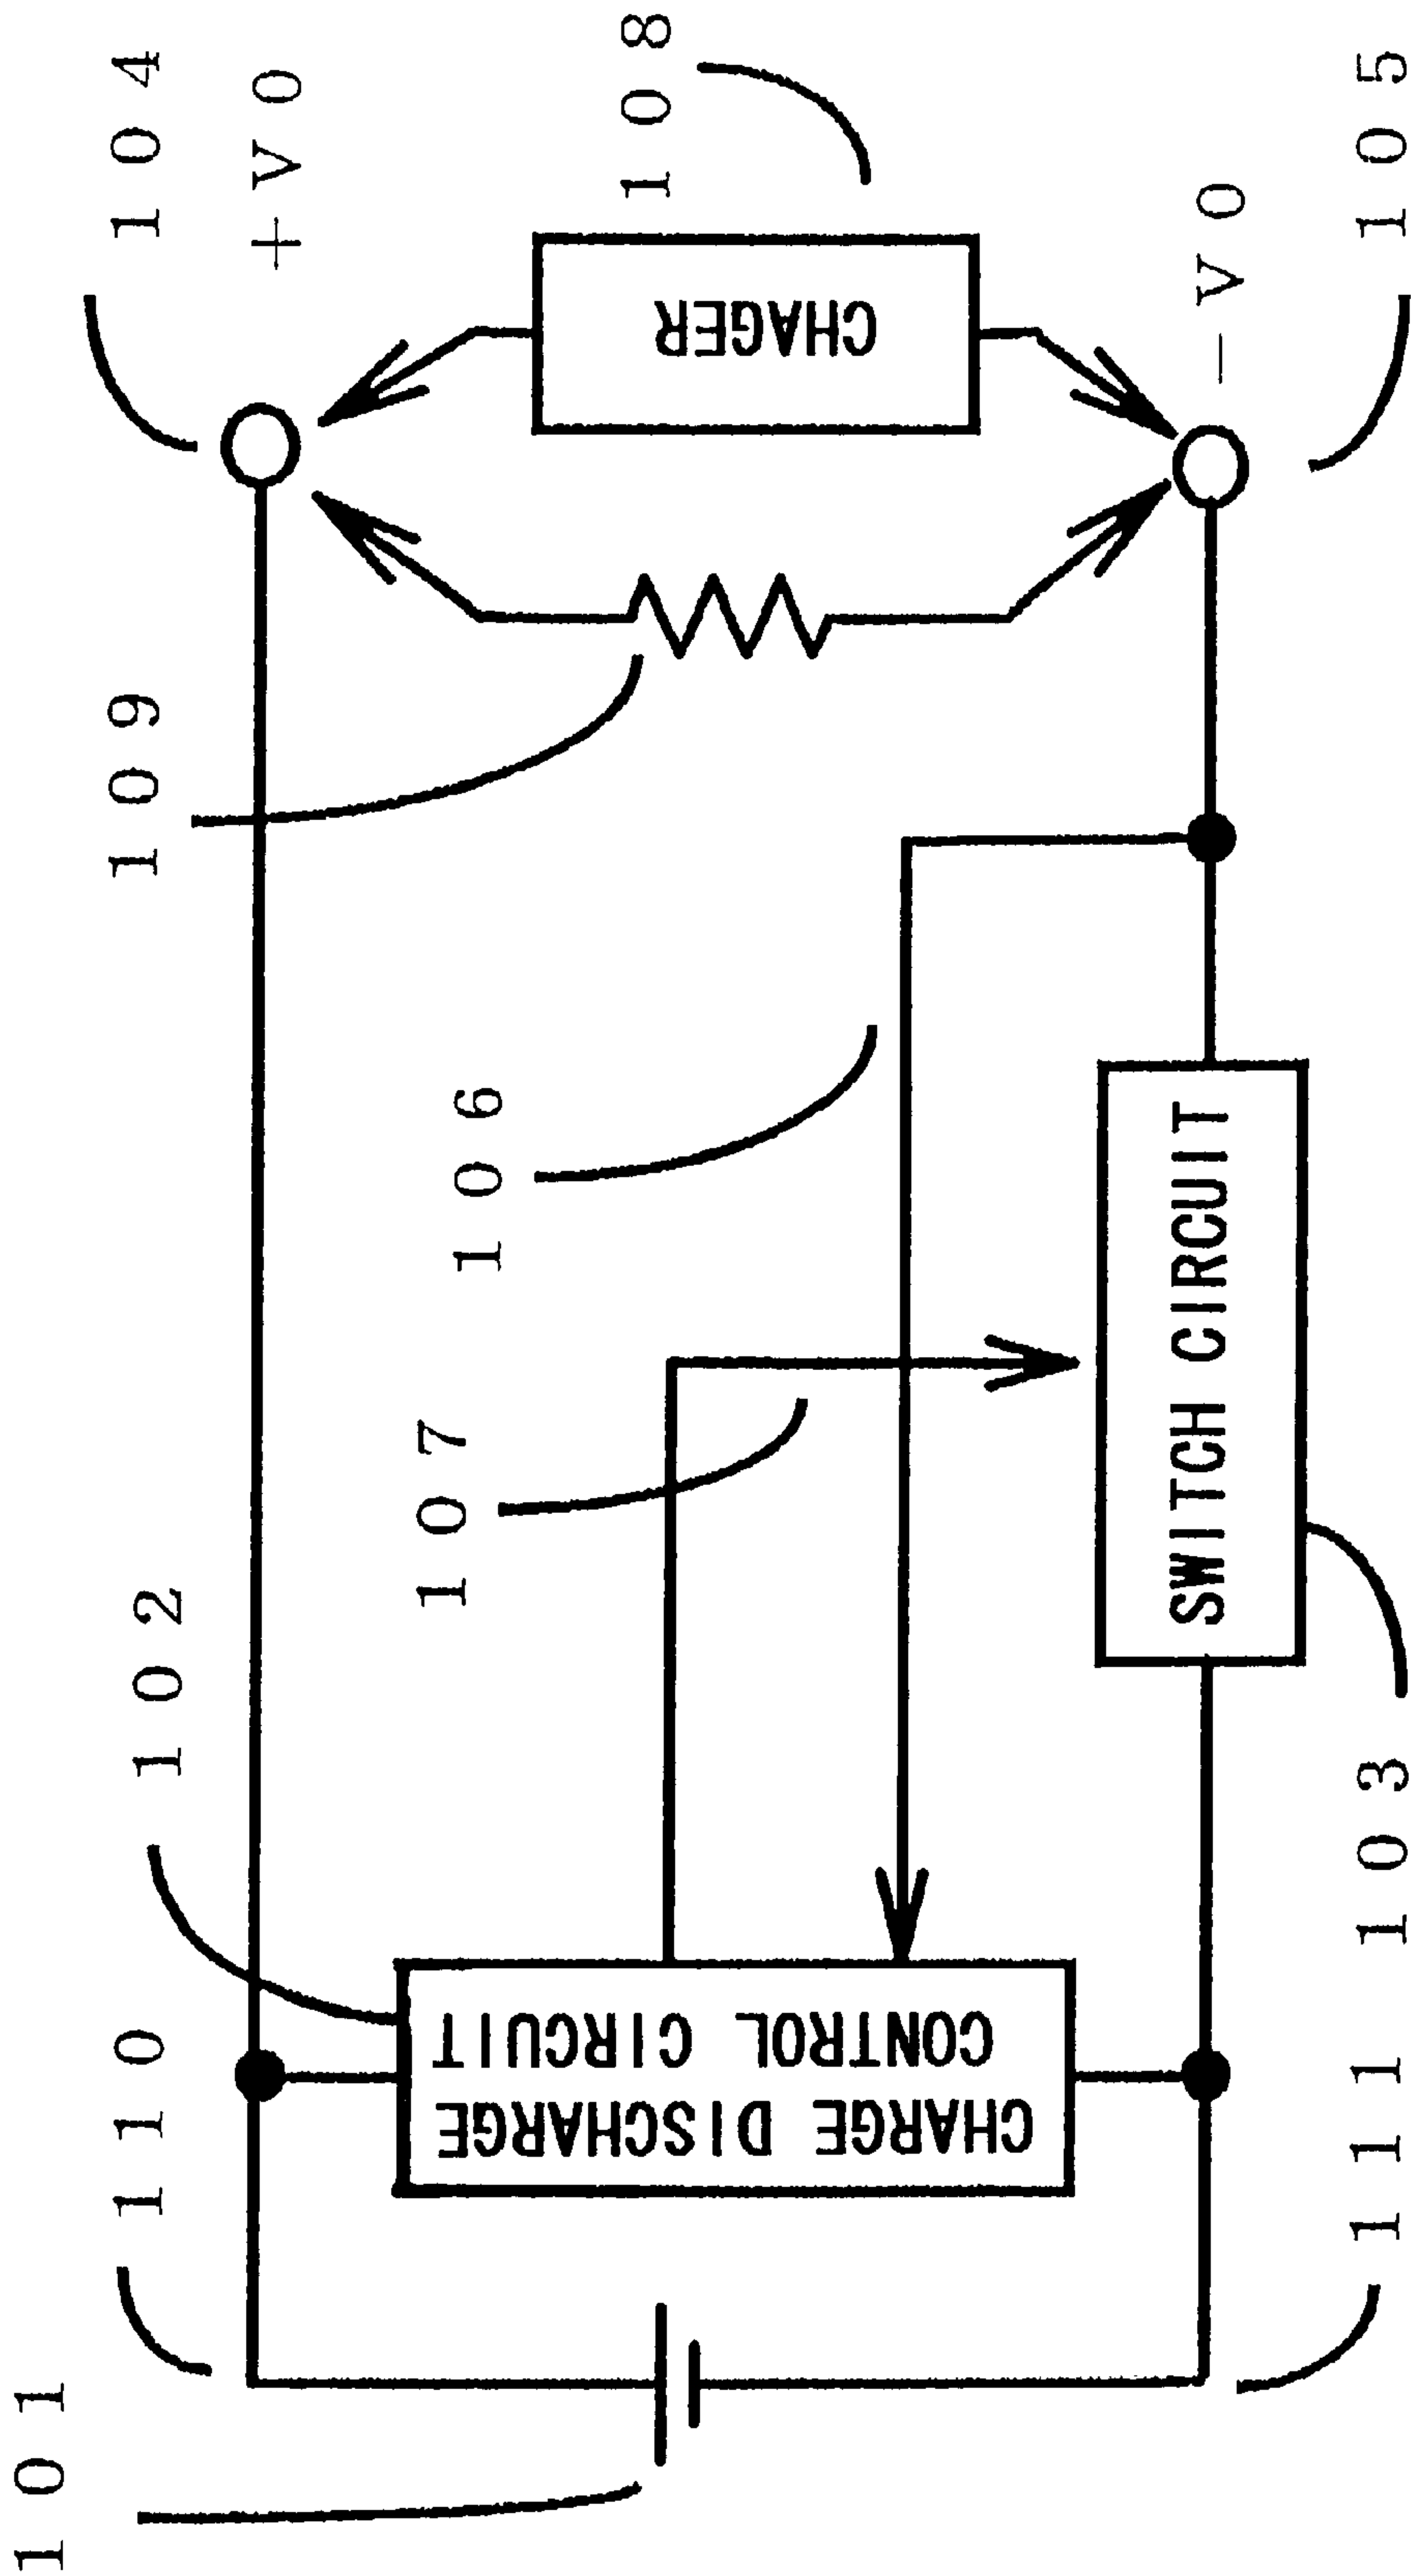 104
+V0
108
CHAGER
-V0
105
109
106
107
SWITCH CIRCUIT
102
103
CHARGE DISCHARGE
CONTROL CIRCUIT
110
111
101